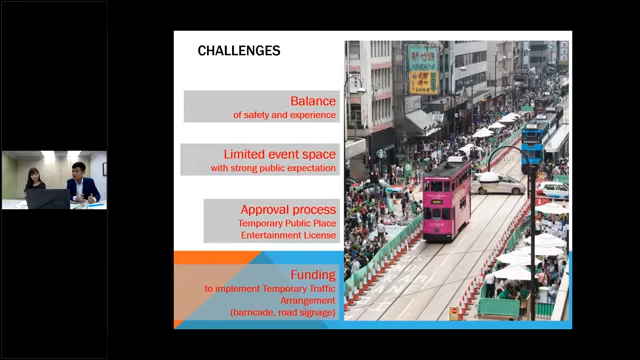 CHALLENGES
Balance
of safety and experience
Limited event space
with strong public expectation
Approval process
Temporary Public Place
Entertainment License
Funding
to implement Temporary Traffic
Arrangement
(barricade, road signage)